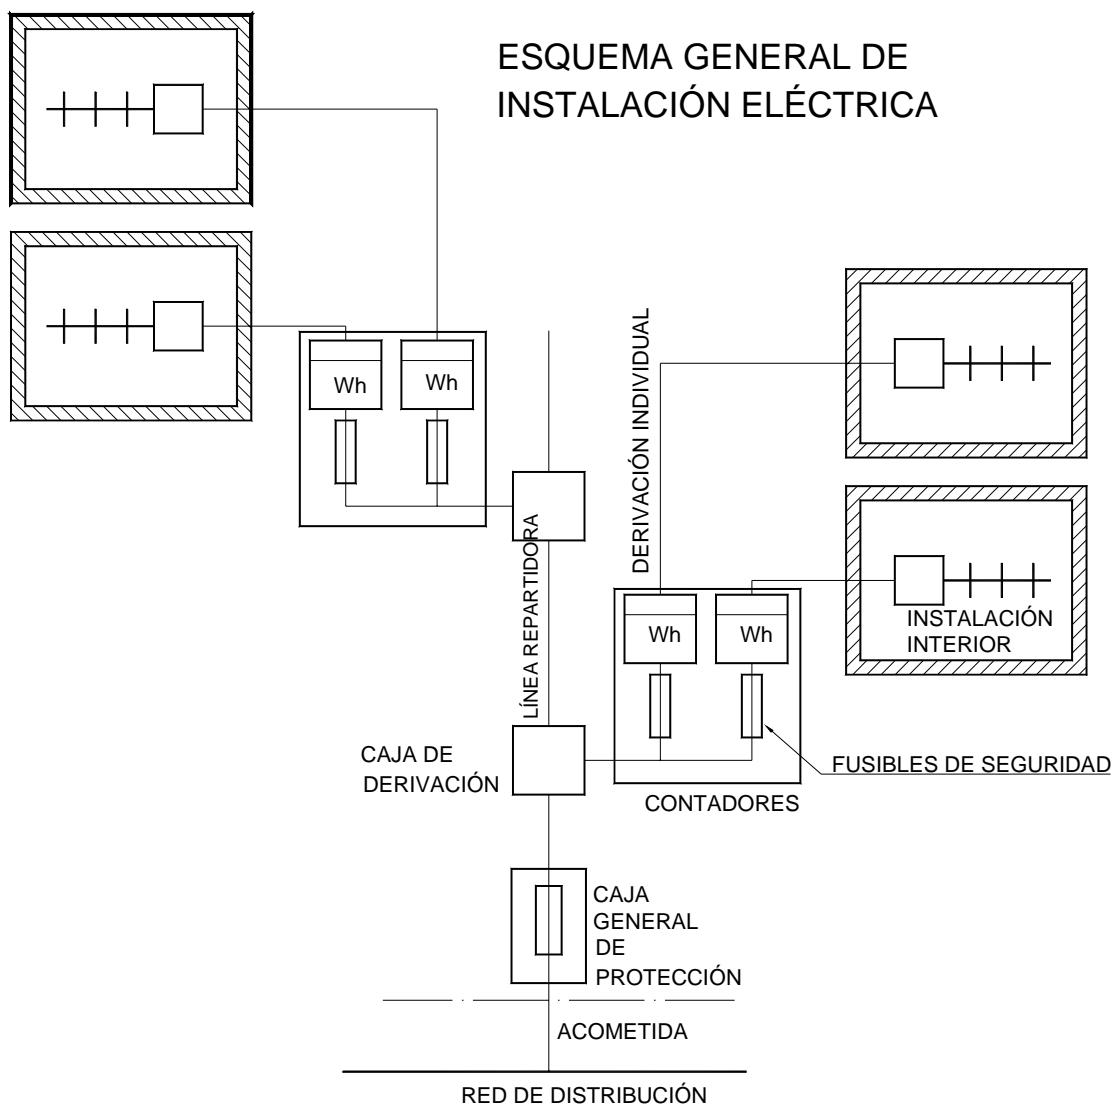 ESQUEMA GENERAL DE
INSTALACIÓN ELÉCTRICA
Wh
Wh
DERIVACIÓN INDIVIDUAL
LÍNEA REPARTIDORA
Wh
Wh
INSTALACIÓN
INTERIOR
CAJA DE
DERIVACIÓN
FUSIBLES DE SEGURIDAD
CONTADORES
CAJA
GENERAL
DE
PROTECCIÓN
ACOMETIDA
RED DE DISTRIBUCIÓN